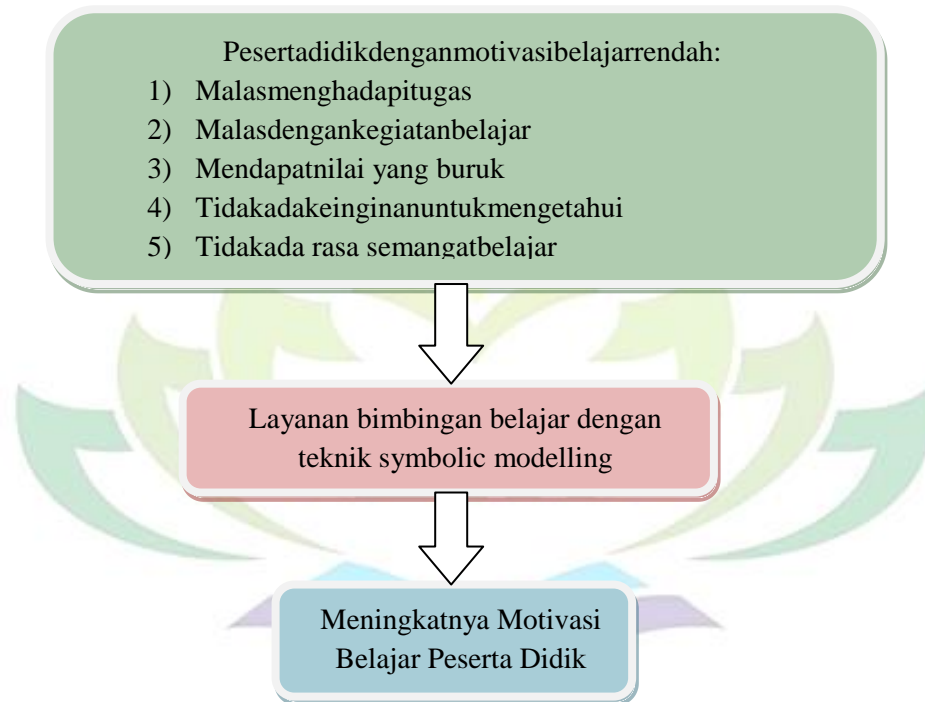 Pesertadidikdenganmotivasibelajarrendah:
1) Malasmenghadapitugas
2) Malasdengankegiatanbelajar
3) Mendapatnilai yang buruk
4) Tidakadakeinginanuntukmengetahui
5) Tidakada rasa semangatbelajar
Layanan bimbingan belajar dengan
teknik symbolic modelling
Meningkatnya Motivasi
Belajar Peserta Didik